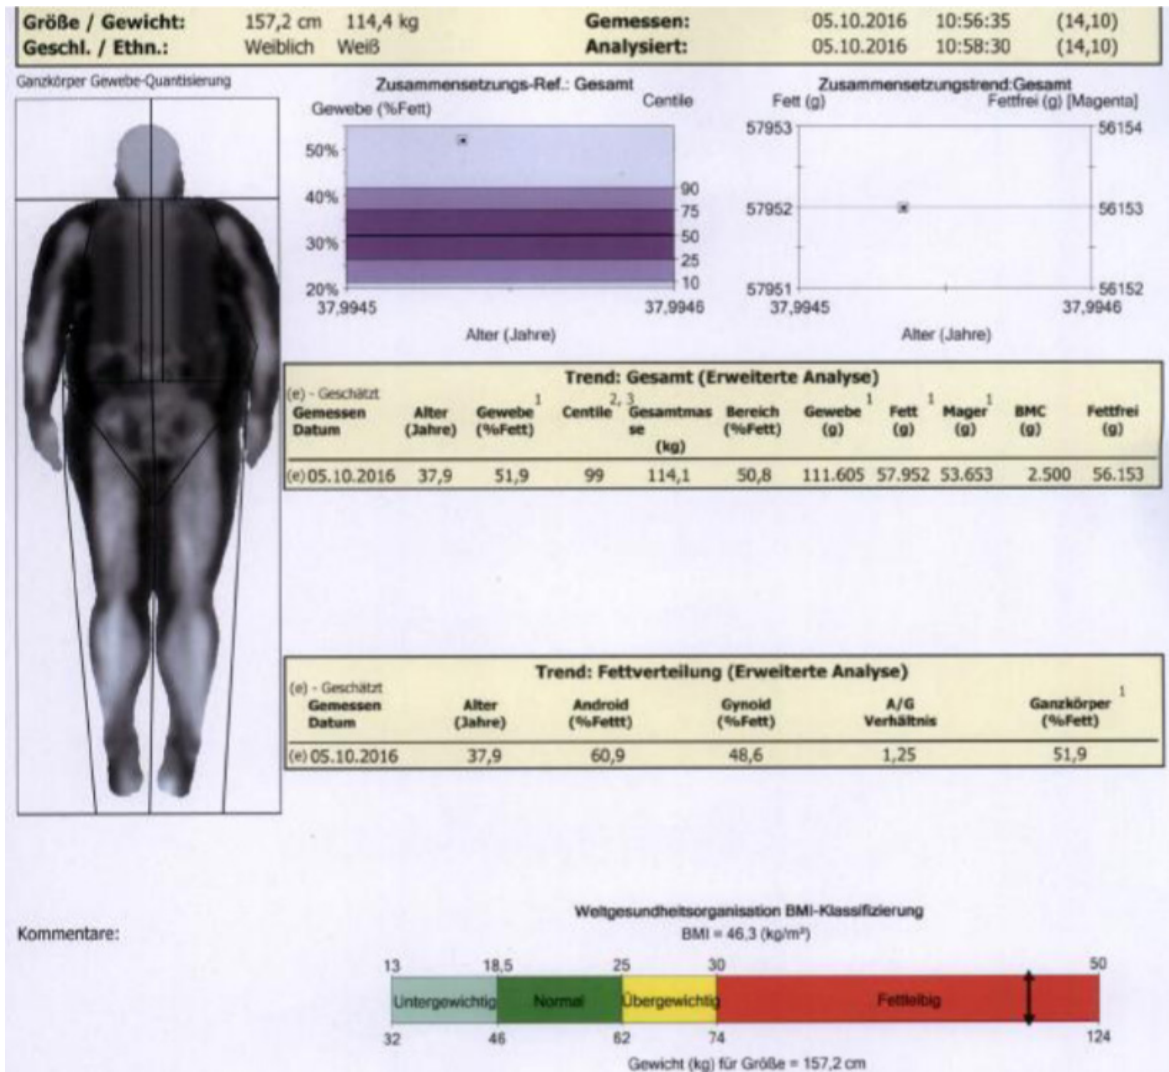 Größe / Gewicht: 157,2 cm 114,4 kg Gemessen: 05.10.2016 10:56:35 (14,10)
Geschl. / Ethn.: Weiblich Weiß Analysiert: 05.10.2016 10:58:30 (14,10)
Ganzkörper Gewebe-Quantisierung
Zusammensetzungs-Ref.: Gesamt
Gewebe (%Fett) Centile
50%
40%
30%
20%
90
75
50
25
10
37,9945 37,9946
Alter (Jahre)
Zusammensetzungstrend:Gesamt
Fett (g) Fettfrei (g) [Magenta]
57953 56154
57952 56153
57951 56152
37,9945 37,9946
Alter (Jahre)
Trend: Gesamt (Erweiterte Analyse)
(e) - Geschätzt
Gemessen Alter Gewebe 1 Centile 2, 3 Gesamtmas Bereich Gewebe 1 Fett 1 Mager 1 BMC Fettfrei
Datum (Jahre) (%Fett) se (%Fett) (g) (g) (g) (g) (g)
(kg)
(e) 05.10.2016 37,9 51,9 99 114,1 50,8 111.605 57.952 53.653 2.500 56.153
Trend: Fettverteilung (Erweiterte Analyse)
(e) - Geschätzt
Gemessen Alter Android Gynoid A/G Ganzkörper 1
Datum (Jahre) (%Fettt) (%Fett) Verhältnis (%Fett)
(e) 05.10.2016 37,9 60,9 48,6 1,25 51,9
Kommentare:
Weltgesundheitsorganisation BMI-Klassifizierung
BMI = 46,3 (kg/m²)
13 18,5 25 30 50
Untergewichtig Normal Übergewichtig Fettleibig
32 46 62 74 124
Gewicht (kg) für Größe = 157,2 cm